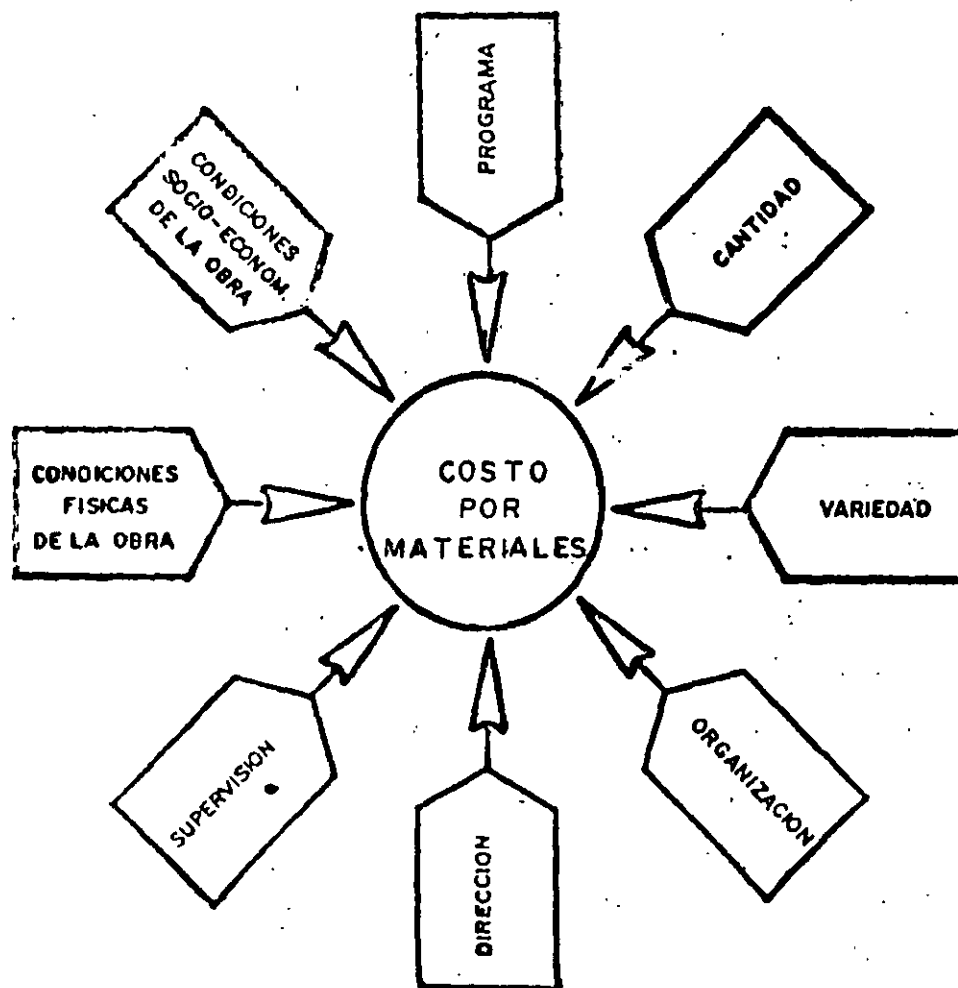 PROGRAMA
CONDICIONES
SOCIO-ECONOM.
DE LA OBRA
CANTIDAD
CONDICIONES
FISICAS
DE LA OBRA
COSTO
POR
MATERIALES
VARIEDAD
SUPERVISION
DIRECCION
ORGANIZACION